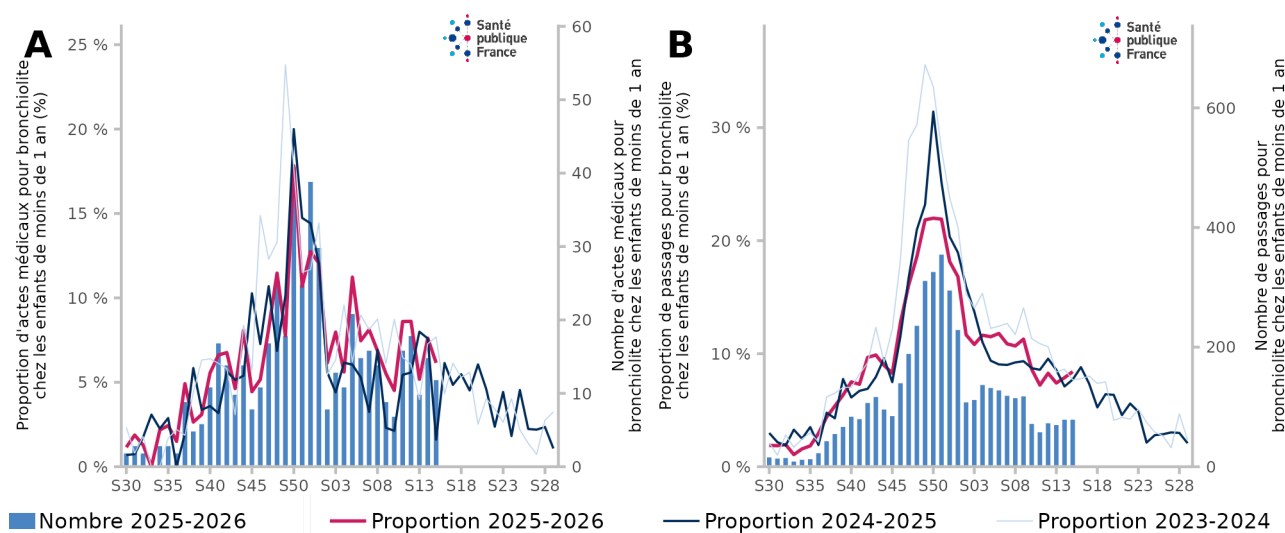 A
Santé
publique
France
Proportion d'actes médicaux pour bronchiolite
chez les enfants de moins de 1 an (%)
25 %
20 %
15 %
10 %
5 %
0 %
60
50
40
30
20
10
0
Nombre d'actes médicaux pour
bronchiolite chez les enfants de moins de 1 an
S30 S35 S40 S45 S50 S03 S08 S13 S18 S23 S28
B
Santé
publique
France
Proportion de passages pour bronchiolite
chez les enfants de moins de 1 an (%)
30 %
20 %
10 %
0 %
600
400
200
0
Nombre de passages pour
bronchiolite chez les enfants de moins de 1 an
S30 S35 S40 S45 S50 S03 S08 S13 S18 S23 S28
Nombre 2025-2026 Proportion 2025-2026 Proportion 2024-2025 Proportion 2023-2024